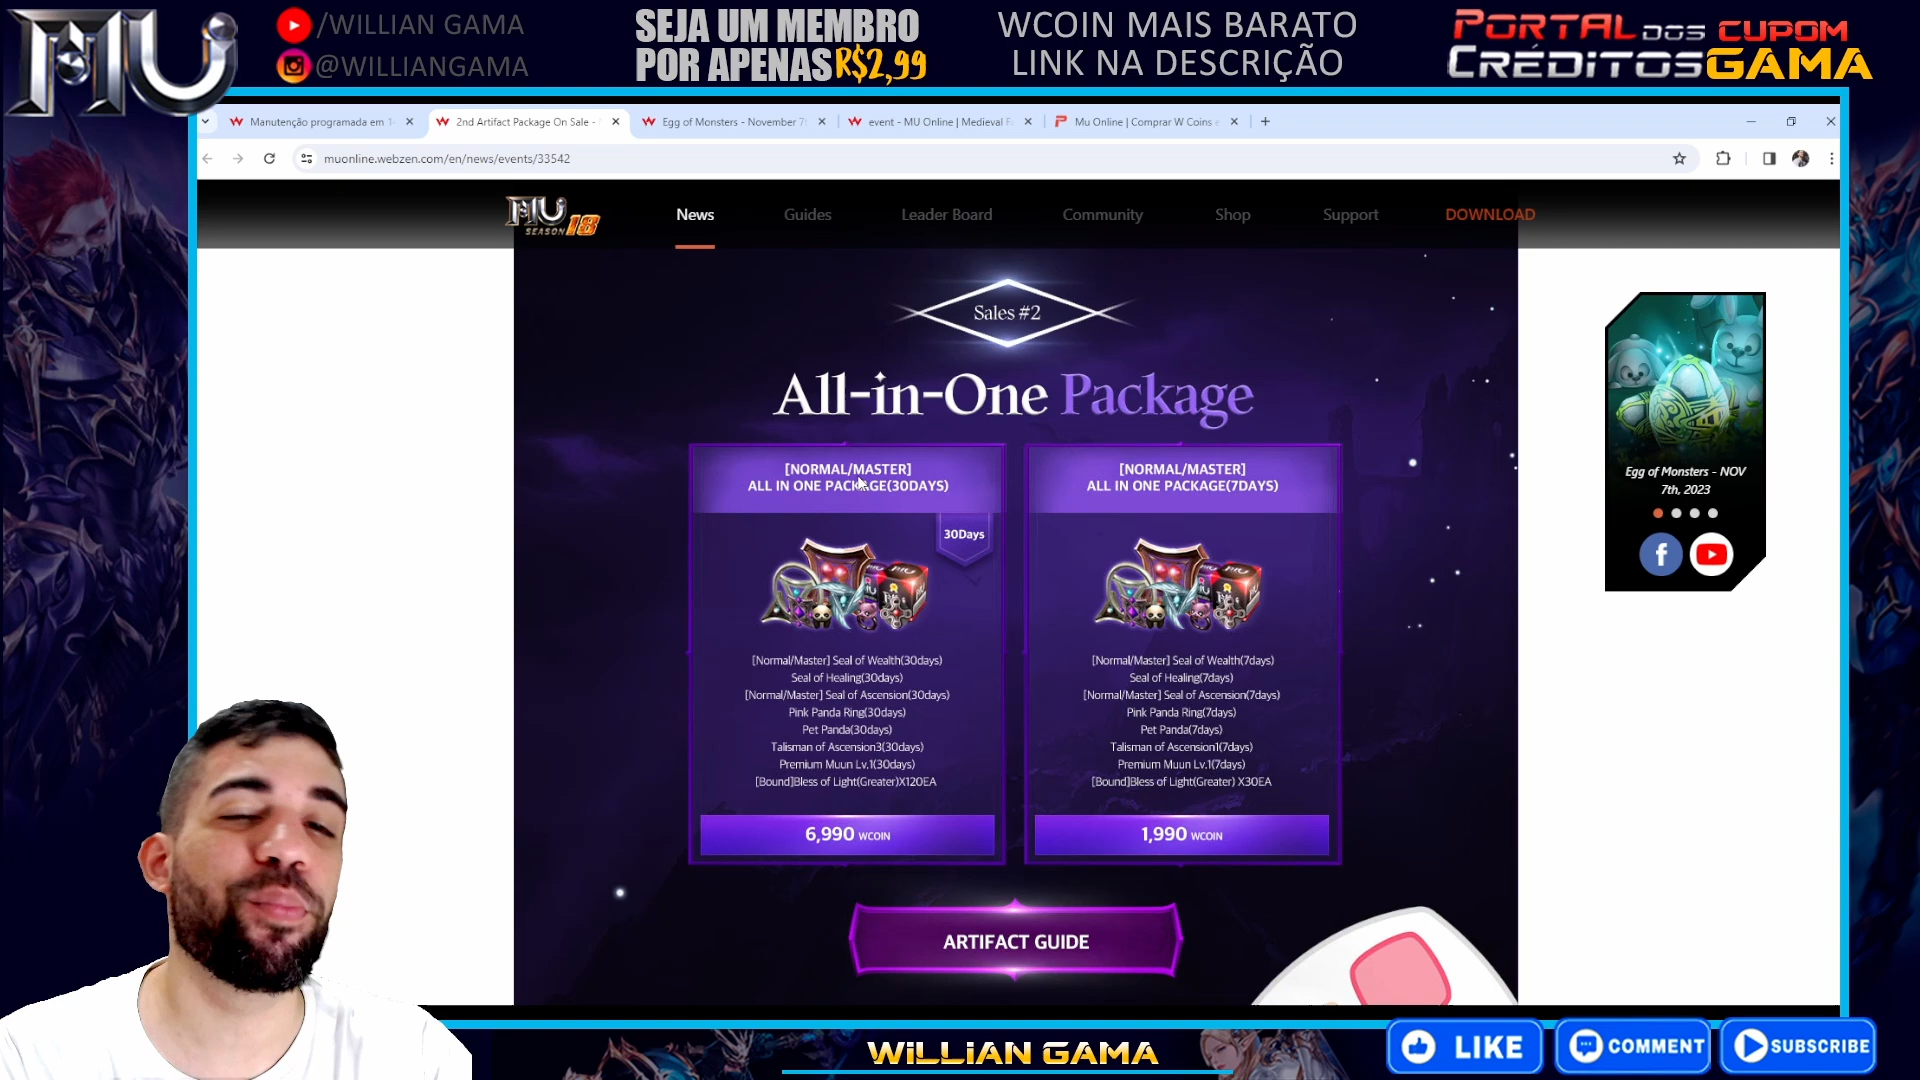 MU
/WILLIAN GAMA
@WILLIANGAMA
SEJA UM MEMBRO
POR APENAS R$2,99
WCOIN MAIS BARATO
LINK NA DESCRIÇÃO
PORTAL DOS
CRÉDITOS
CUPOM
GAMA
Manutenção programada em 1
2nd Artifact Package On Sale -
Egg of Monsters - November 7
event - MU Online | Medieval F
Mu Online | Comprar W Coins
muonline.webzen.com/en/news/events/33542
MU
SEASON 18
News
Guides
Leader Board
Community
Shop
Support
DOWNLOAD
Sales #2
All-in-One Package
[NORMAL/MASTER]
ALL IN ONE PACKAGE(30DAYS)
30Days
[Normal/Master] Seal of Wealth(30days)
Seal of Healing(30days)
[Normal/Master] Seal of Ascension(30days)
Pink Panda Ring(30days)
Pet Panda(30days)
Talisman of Ascension3(30days)
Premium Muun Lv.1(30days)
[Bound]Bless of Light(Greater)X120EA
6,990 WCOIN
[NORMAL/MASTER]
ALL IN ONE PACKAGE(7DAYS)
[Normal/Master] Seal of Wealth(7days)
Seal of Healing(7days)
[Normal/Master] Seal of Ascension(7days)
Pink Panda Ring(7days)
Pet Panda(7days)
Talisman of Ascension1(7days)
Premium Muun Lv.1(7days)
[Bound]Bless of Light(Greater) X30EA
1,990 WCOIN
ARTIFACT GUIDE
Egg of Monsters - NOV
7th, 2023
WILLIAN GAMA
LIKE
COMMENT
SUBSCRIBE